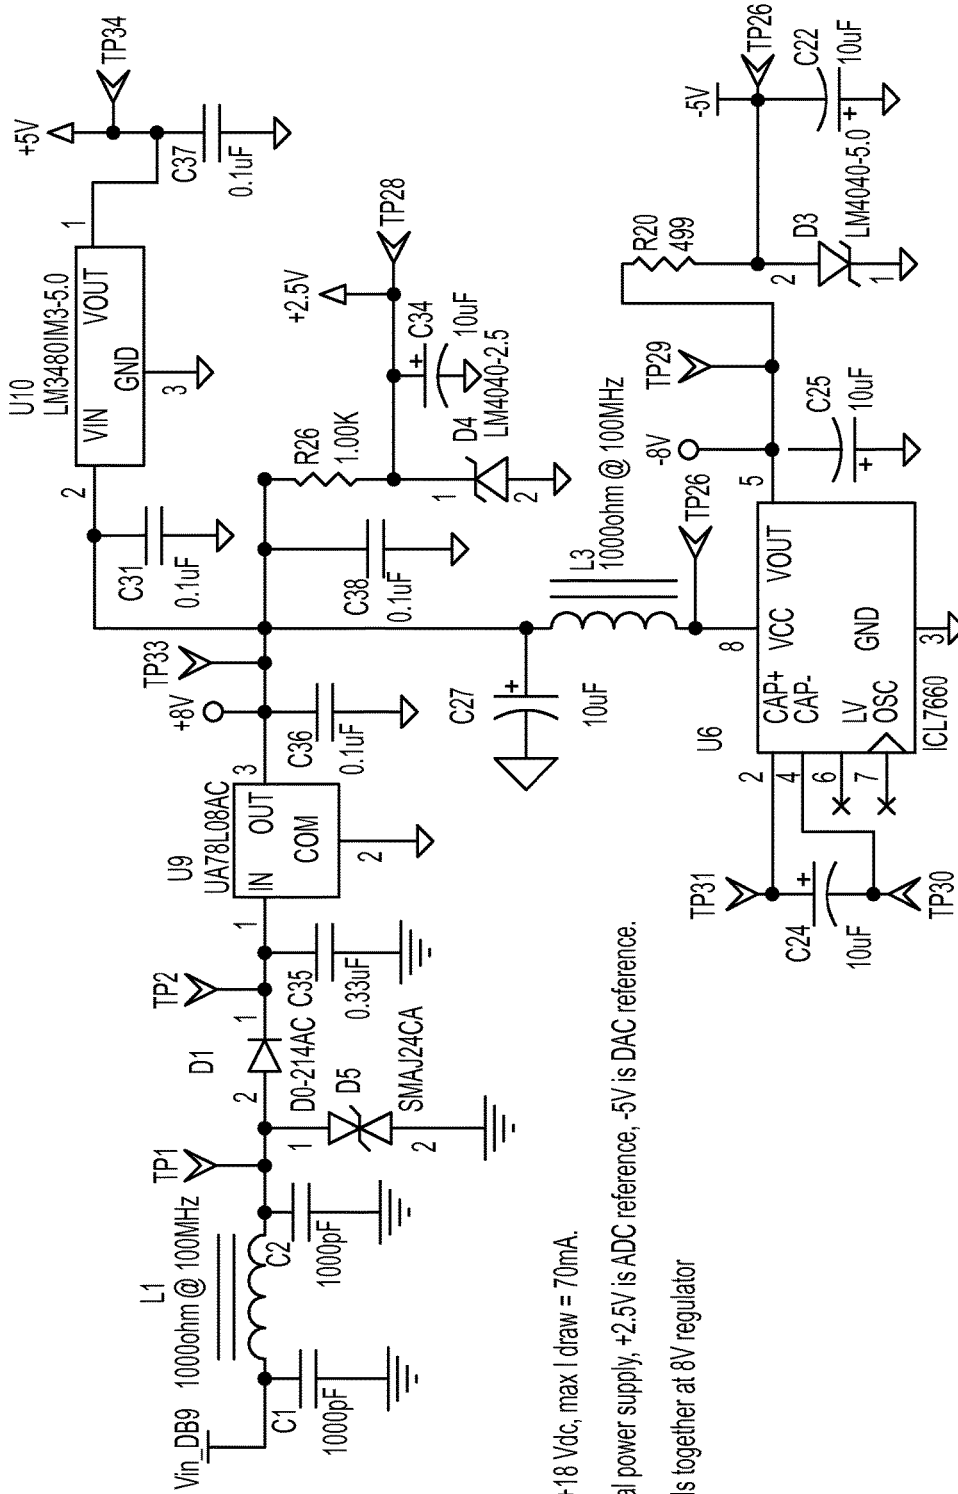 Vin_DB9
L1
1000ohm @ 100MHz
C1
1000pF
C2
1000pF
TP1
D5
SMAJ24CA
1
2
D1
D0-214AC
2
1
TP2
C35
0.33uF
U9
UA78L08AC
IN
OUT
COM
1
3
2
+8V
TP33
C36
0.1uF
C31
0.1uF
U10
LM3480IM3-5.0
VIN
VOUT
GND
2
1
3
+5V
TP34
C37
0.1uF
C38
0.1uF
R26
1.00K
+2.5V
TP28
C34
10uF
D4
LM4040-2.5
1
2
C27
10uF
L3
1000ohm @ 100MHz
TP26
U6
ICL7660
CAP+
CAP-
LV
OSC
VCC
VOUT
GND
2
4
6
7
8
5
3
TP31
C24
10uF
TP30
-8V
TP29
C25
10uF
R20
499
D3
LM4040-5.0
2
1
-5V
TP26
C22
10uF
+18 Vdc, max I draw = 70mA.
al power supply, +2.5V is ADC reference, -5V is DAC reference.
ls together at 8V regulator